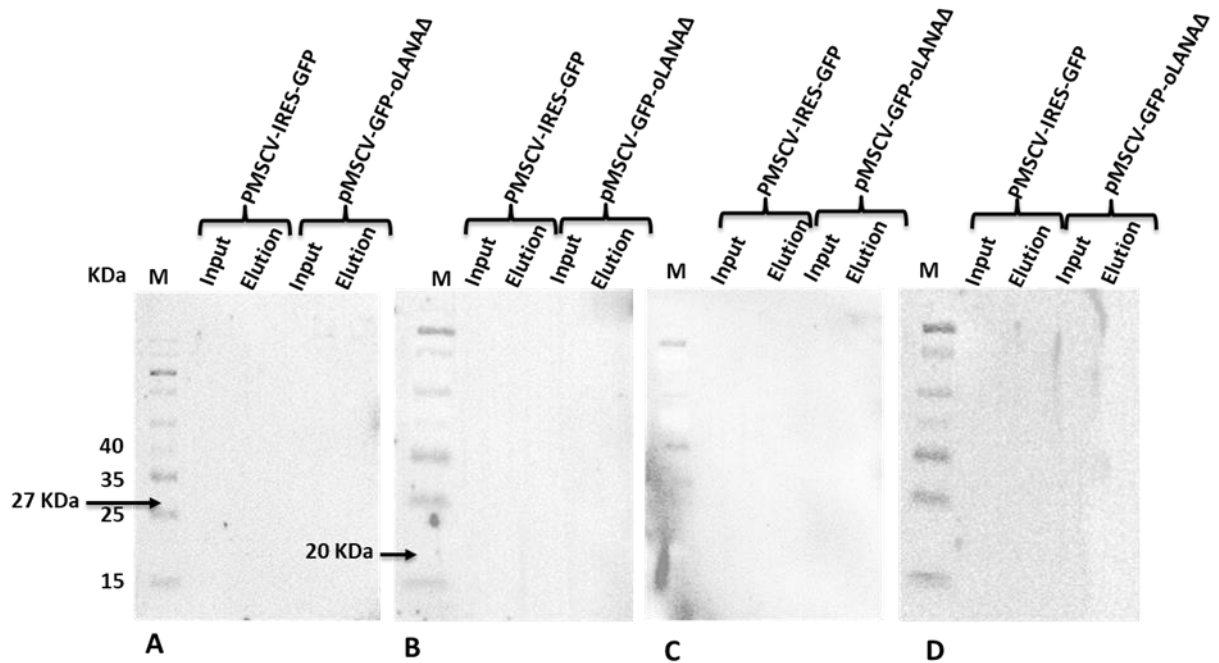 PMSCV-IRES-GFP
pMSCV-GFP-oLANAΔ
PMSCV-IRES-GFP
pMSCV-GFP-oLANAΔ
PMSCV-IRES-GFP
pMSCV-GFP-oLANAΔ
PMSCV-IRES-GFP
pMSCV-GFP-oLANAΔ
KDa M Input Elution Input Elution
M Input Elution Input Elution
M Input Elution Input Elution
M Input Elution Input Elution
40
35
27 KDa
25
20 KDa
15
A B C D